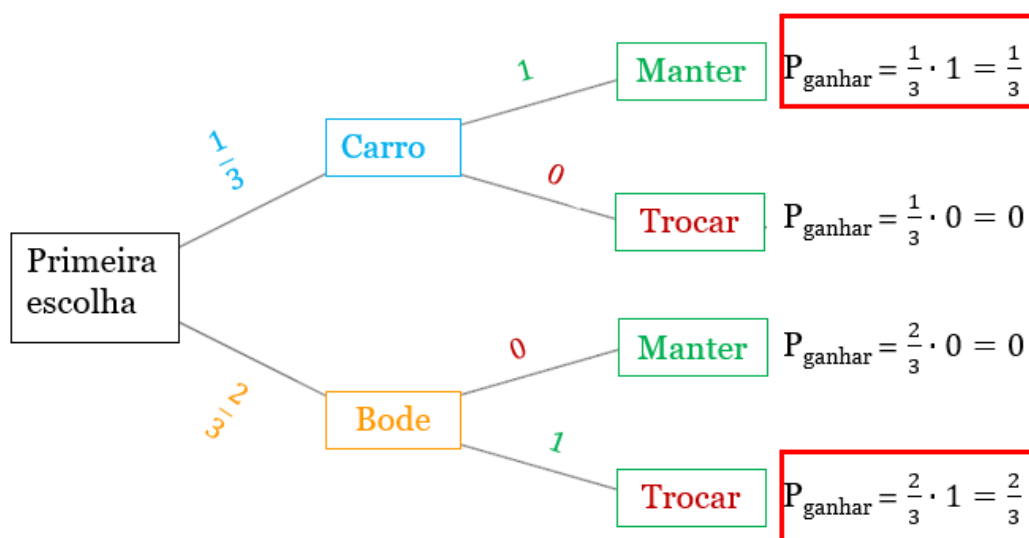 1 Manter P_ganhar = 1/3 · 1 = 1/3
1/3 Carro
0 Trocar P_ganhar = 1/3 · 0 = 0
Primeira
escolha
0 Manter P_ganhar = 2/3 · 0 = 0
2/3 Bode
1 Trocar P_ganhar = 2/3 · 1 = 2/3